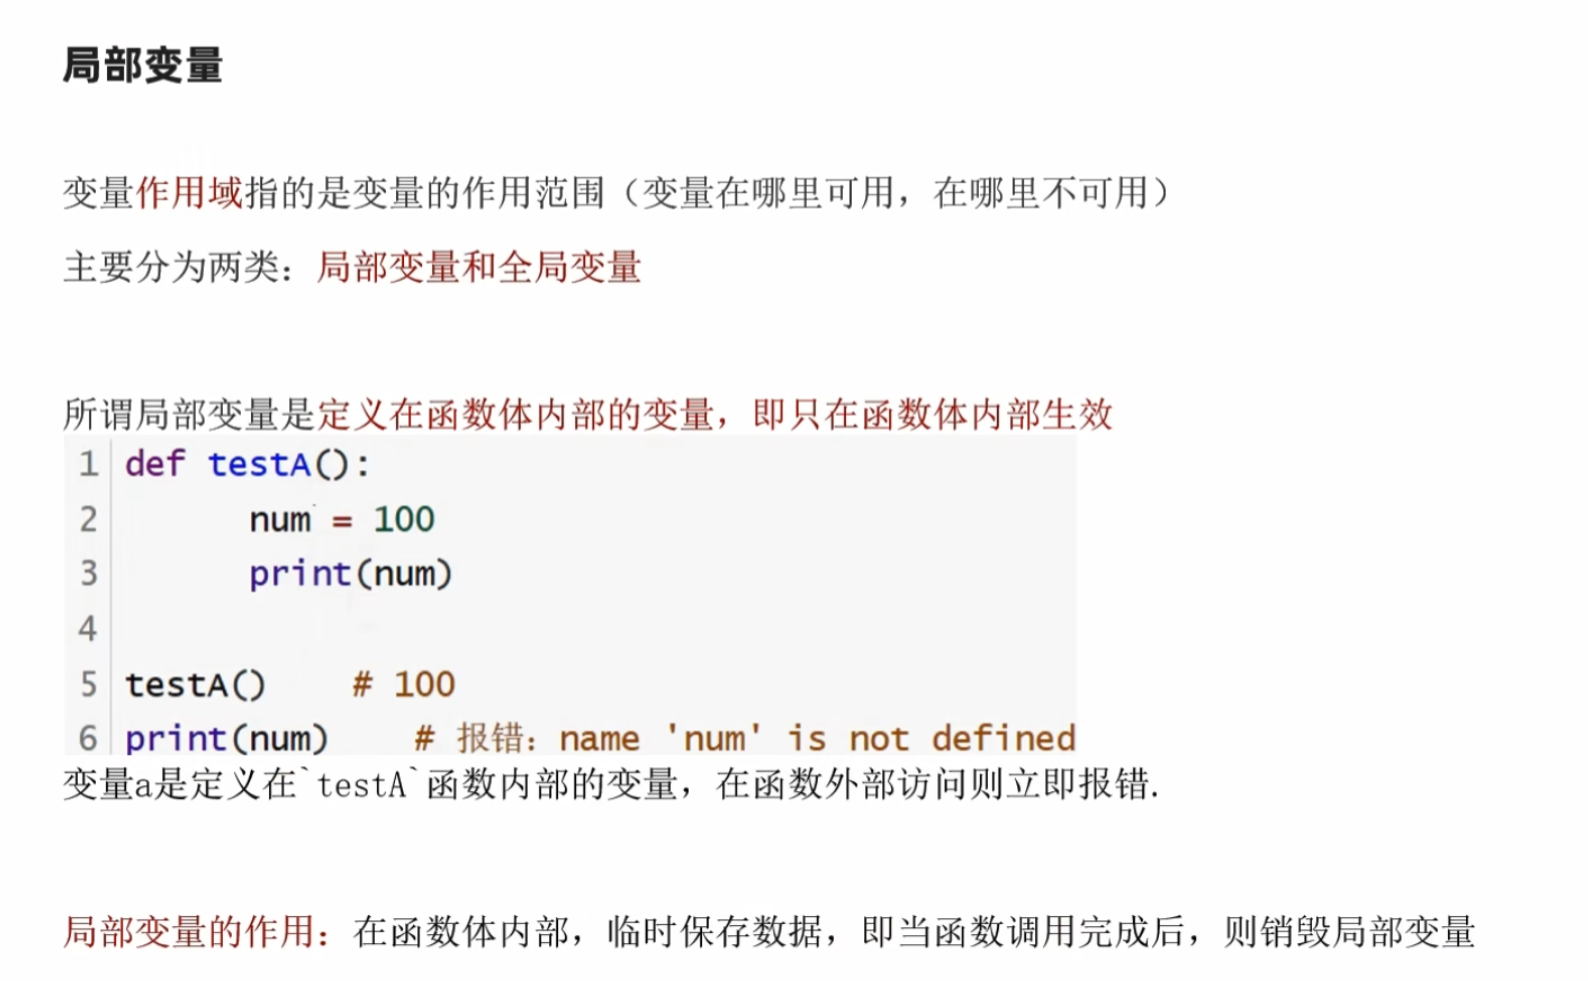 局部变量
变量作用域指的是变量的作用范围（变量在哪里可用，在哪里不可用）
主要分为两类：局部变量和全局变量
所谓局部变量是定义在函数体内部的变量，即只在函数体内部生效
1 def testA():
2       num = 100
3       print(num)
4
5 testA()    # 100
6 print(num)    # 报错：name 'num' is not defined
变量a是定义在`testA`函数内部的变量，在函数外部访问则立即报错.
局部变量的作用：在函数体内部，临时保存数据，即当函数调用完成后，则销毁局部变量